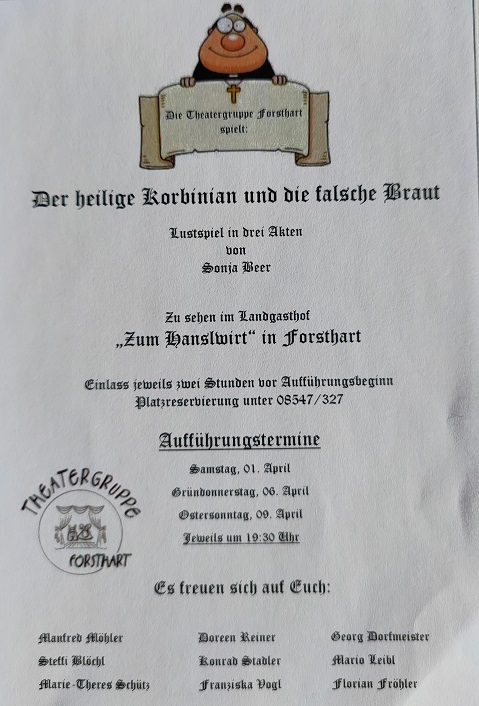 Die Theatergruppe Forsthart
spielt:
Der heilige Korbinian und die falsche Braut
Lustspiel in drei Akten
von
Sonja Beer
Zu sehen im Landgasthof
„Zum Hanslwirt“ in Forsthart
Einlass jeweils zwei Stunden vor Aufführungsbeginn
Platzreservierung unter 08547/327
Aufführungstermine
Samstag, 01. April
Gründonnerstag, 06. April
Ostersonntag, 09. April
Jeweils um 19:30 Uhr
THEATERGRUPPE
FORSTHART
Es freuen sich auf Euch:
Manfred Möhler Doreen Reiner Georg Dorfmeister
Steffi Blöchl Konrad Stadler Mario Leibl
Marie-Theres Schütz Franziska Vogl Florian Fröhler